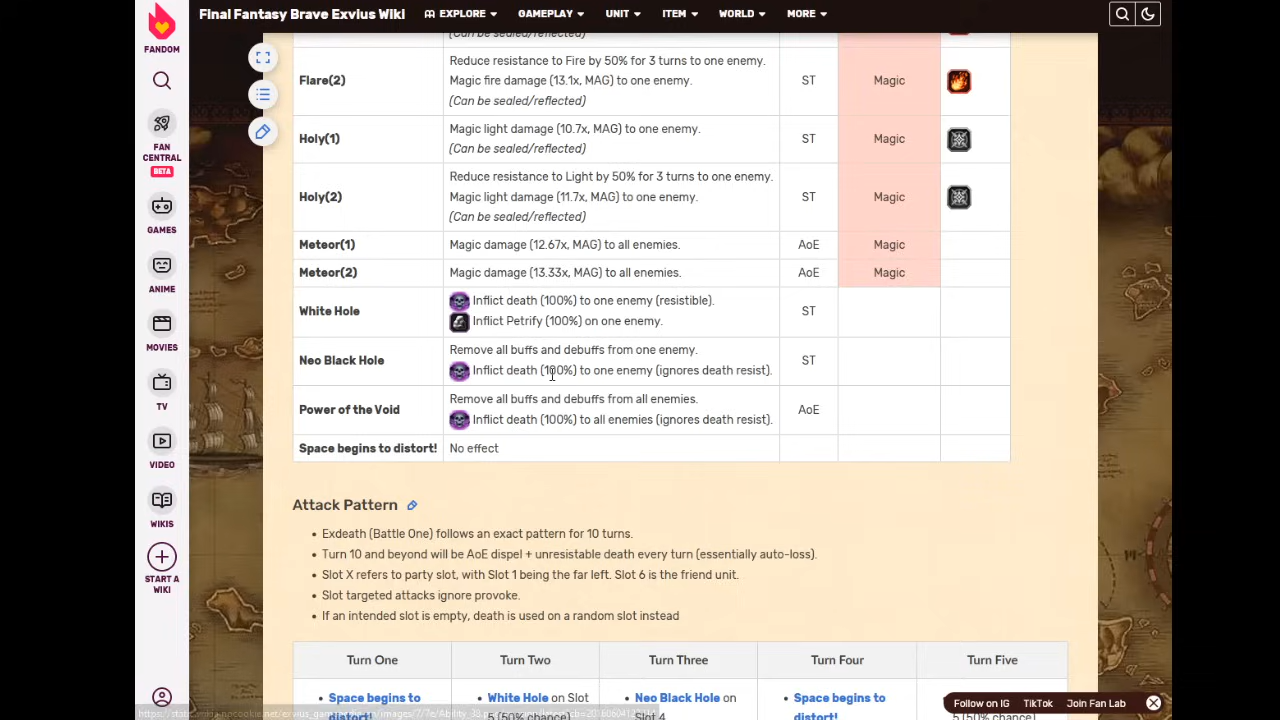 Final Fantasy Brave Exvius Wiki
EXPLORE
GAMEPLAY
UNIT
ITEM
WORLD
MORE
FANDOM
FAN CENTRAL
BETA
GAMES
ANIME
MOVIES
TV
VIDEO
WIKIS
START A WIKI
(Can be sealed/reflected)
Flare(2)
Reduce resistance to Fire by 50% for 3 turns to one enemy.
Magic fire damage (13.1x, MAG) to one enemy.
(Can be sealed/reflected)
ST
Magic
Holy(1)
Magic light damage (10.7x, MAG) to one enemy.
(Can be sealed/reflected)
ST
Magic
Holy(2)
Reduce resistance to Light by 50% for 3 turns to one enemy.
Magic light damage (11.7x, MAG) to one enemy.
(Can be sealed/reflected)
ST
Magic
Meteor(1)
Magic damage (12.67x, MAG) to all enemies.
AoE
Magic
Meteor(2)
Magic damage (13.33x, MAG) to all enemies.
AoE
Magic
White Hole
Inflict death (100%) to one enemy (resistible).
Inflict Petrify (100%) on one enemy.
ST
Neo Black Hole
Remove all buffs and debuffs from one enemy.
Inflict death (100%) to one enemy (ignores death resist).
ST
Power of the Void
Remove all buffs and debuffs from all enemies.
Inflict death (100%) to all enemies (ignores death resist).
AoE
Space begins to distort!
No effect
Attack Pattern
Exdeath (Battle One) follows an exact pattern for 10 turns.
Turn 10 and beyond will be AoE dispel + unresistable death every turn (essentially auto-loss).
Slot X refers to party slot, with Slot 1 being the far left. Slot 6 is the friend unit.
Slot targeted attacks ignore provoke.
If an intended slot is empty, death is used on a random slot instead
Turn One
Turn Two
Turn Three
Turn Four
Turn Five
Space begins to distort!
White Hole on Slot
Neo Black Hole on
Space begins to distort!
Follow on IG
TikTok
Join Fan Lab